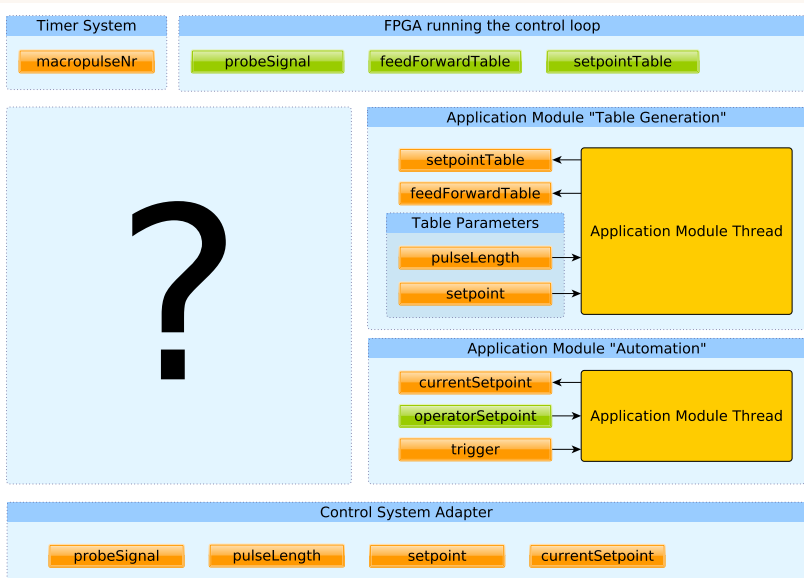 Timer System
macropulseNr
FPGA running the control loop
probeSignal
feedForwardTable
setpointTable
?
Application Module "Table Generation"
setpointTable
feedForwardTable
Table Parameters
pulseLength
setpoint
Application Module Thread
Application Module "Automation"
currentSetpoint
operatorSetpoint
trigger
Application Module Thread
Control System Adapter
probeSignal
pulseLength
setpoint
currentSetpoint